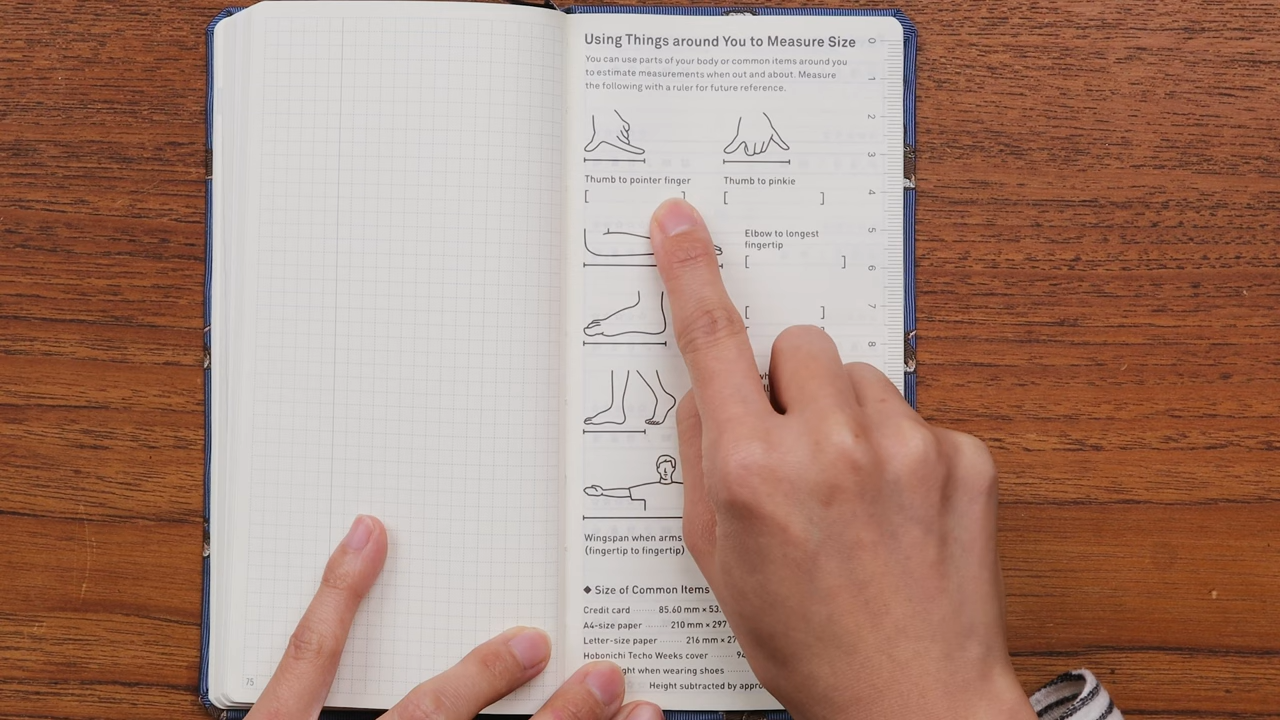 Using Things around You to Measure Size
You can use parts of your body or common items around you
to estimate measurements when out and about. Measure
the following with a ruler for future reference.
0
1
2
3
4
5
6
7
8
Thumb to pointer finger
Thumb to pinkie
[ ]
[ ]
Elbow to longest
fingertip
[ ]
[ ]
Wingspan when arms
(fingertip to fingertip)
◆ Size of Common Items
Credit card ········ 85.60 mm × 53.
A4-size paper ········ 210 mm × 297
Letter-size paper ········ 216 mm × 27
Hobonichi Techo Weeks cover ········ 94
when wearing shoes ········
Height subtracted by
75